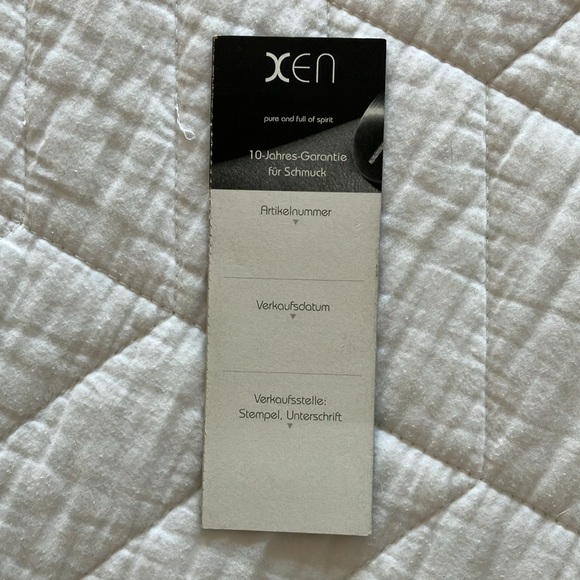 XEN
pure and full of spirit
10-Jahres-Garantie
für Schmuck
Artikelnummer
Verkaufsdatum
Verkaufsstelle:
Stempel, Unterschrift